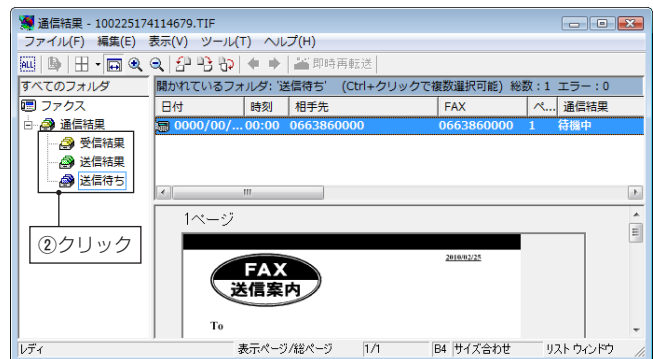 通信結果 - 100225174114679.TIF
ファイル(F) 編集(E) 表示(V) ツール(T) ヘルプ(H)
ALL 即時再転送
すべてのフォルダ
開かれているフォルダ: '送信待ち' (Ctrl+クリックで複数選択可能) 総数 : 1 エラー : 0
ファクス
通信結果
受信結果
送信結果
送信待ち
②クリック
日付 時刻 相手先 FAX ペ... 通信結果
0000/00/... 00:00 0663860000 0663860000 1 待機中
1ページ
2010/02/25
FAX
送信案内
To
レディ 表示ページ/総ページ 1/1 B4 サイズ合わせ リスト ウィンドウ